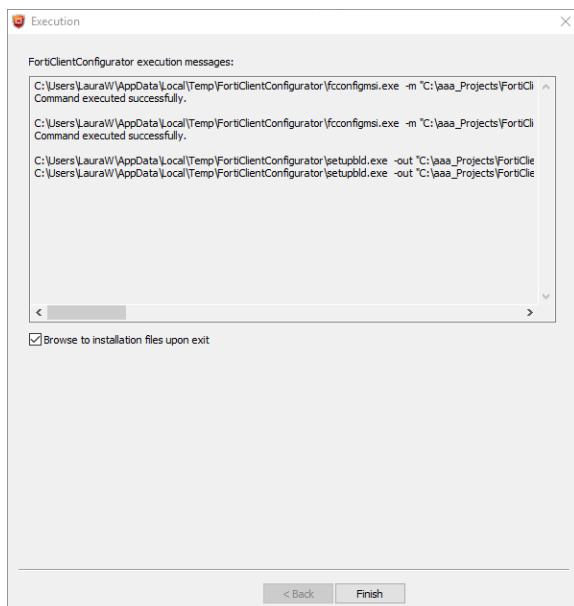 Execution
FortiClientConfigurator execution messages:
C:\Users\LauraW\AppData\Local\Temp\FortiClientConfigurator\fcconfigmsi.exe -m "C:\aaa_Projects\FortiCli
Command executed successfully.
C:\Users\LauraW\AppData\Local\Temp\FortiClientConfigurator\fcconfigmsi.exe -m "C:\aaa_Projects\FortiCli
Command executed successfully.
C:\Users\LauraW\AppData\Local\Temp\FortiClientConfigurator\setupbld.exe -out "C:\aaa_Projects\FortiClie
C:\Users\LauraW\AppData\Local\Temp\FortiClientConfigurator\setupbld.exe -out "C:\aaa_Projects\FortiClie
Browse to installation files upon exit
< Back
Finish